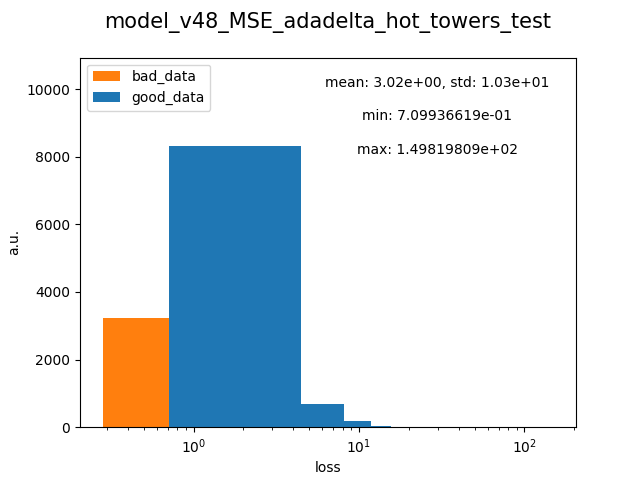 model_v48_MSE_adadelta_hot_towers_test
bad_data
good_data
mean: 3.02e+00, std: 1.03e+01
min: 7.09936619e-01
max: 1.49819809e+02
10000
8000
6000
4000
2000
0
a.u.
10⁰
10¹
10²
loss